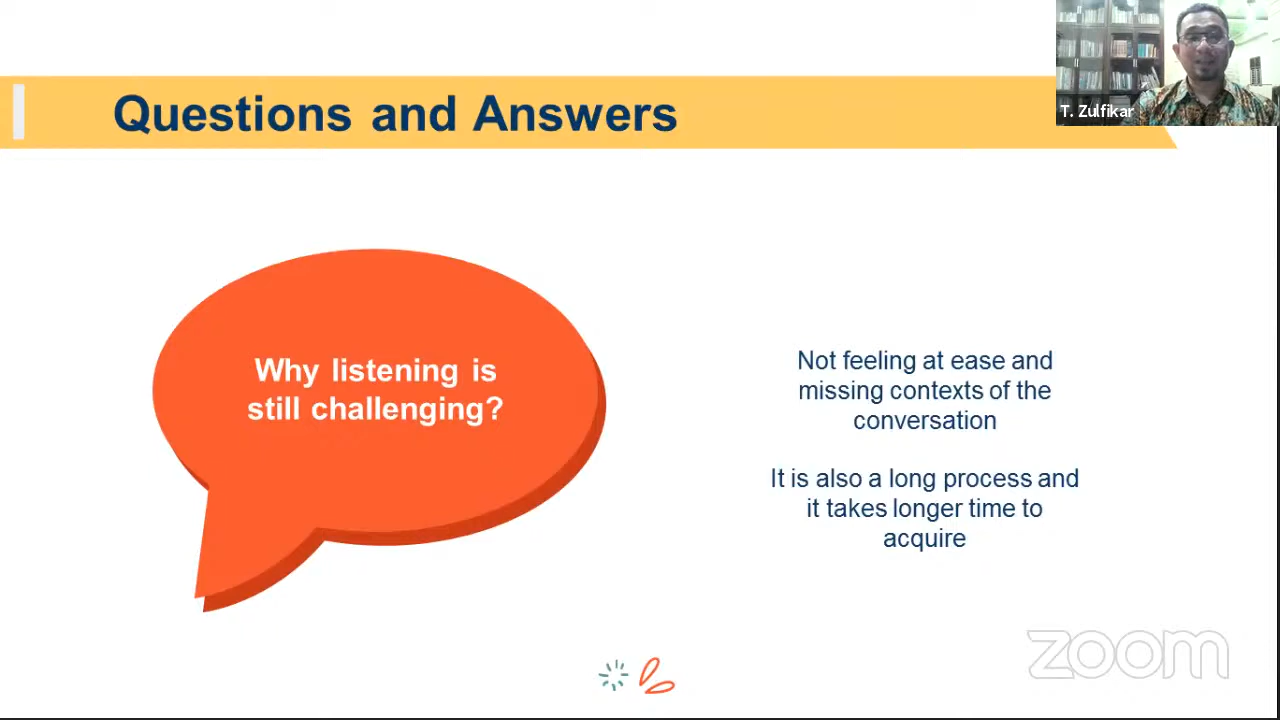 Questions and Answers
T. Zulfikar
Why listening is
still challenging?
Not feeling at ease and
missing contexts of the
conversation
It is also a long process and
it takes longer time to
acquire
zoom